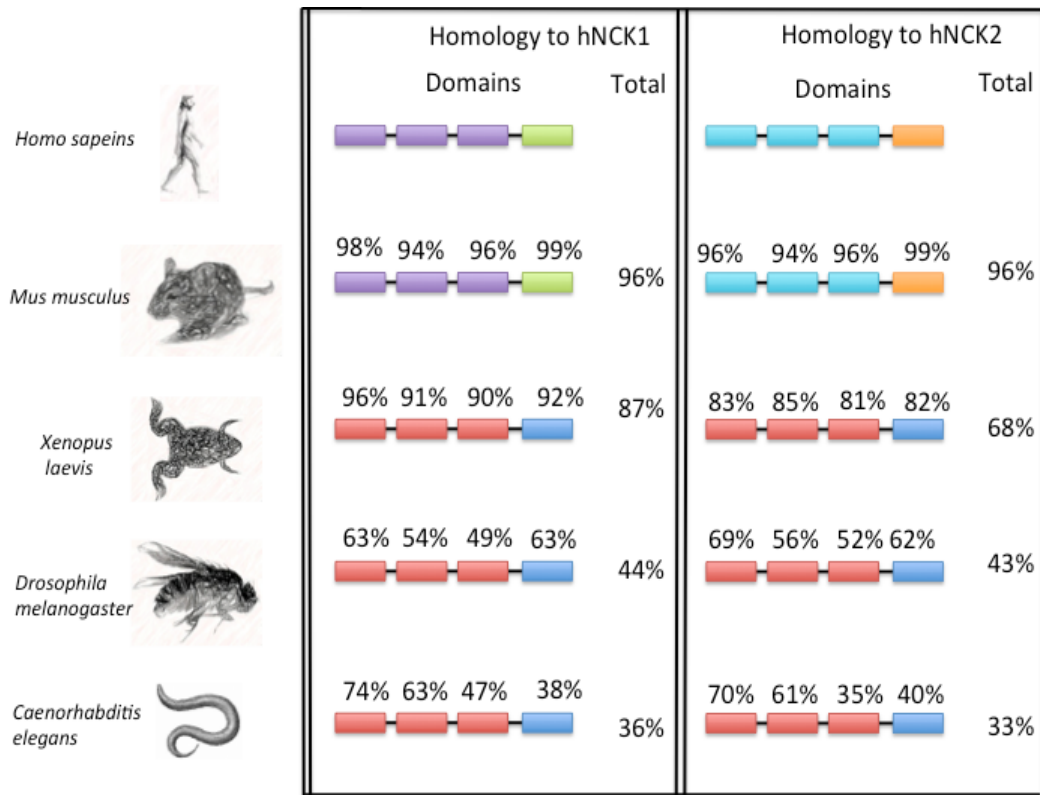 Homology to hNCK1
Homology to hNCK2
Domains Total
Domains Total
Homo sapeins
98% 94% 96% 99% 96%
96% 94% 96% 99% 96%
Mus musculus
96% 91% 90% 92% 87%
83% 85% 81% 82% 68%
Xenopus
laevis
63% 54% 49% 63% 44%
69% 56% 52% 62% 43%
Drosophila
melanogaster
74% 63% 47% 38% 36%
70% 61% 35% 40% 33%
Caenorhabditis
elegans